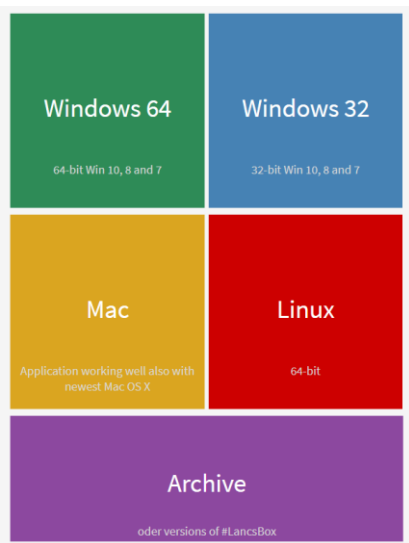 Windows 64
64-bit Win 10, 8 and 7
Windows 32
32-bit Win 10, 8 and 7
Mac
Application working well also with
newest Mac OS X
Linux
64-bit
Archive
oder versions of #LancsBox